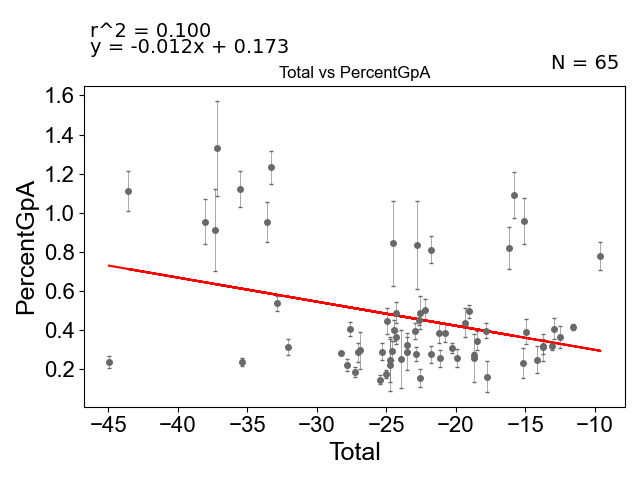 r^2 = 0.100
y = -0.012x + 0.173
N = 65
Total vs PercentGpA
1.6
1.4
1.2
1.0
0.8
0.6
0.4
0.2
PercentGpA
−45 −40 −35 −30 −25 −20 −15 −10
Total